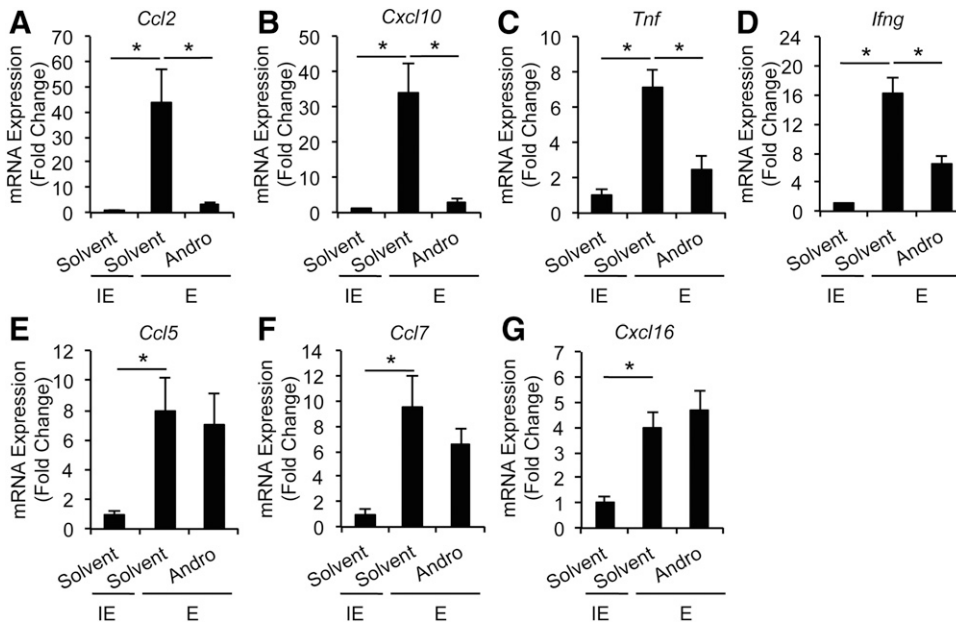 A Ccl2
mRNA Expression
(Fold Change)
70
60
50
40
30
20
10
0
* *
Solvent Solvent Andro
IE E
B Cxcl10
mRNA Expression
(Fold Change)
50
40
30
20
10
0
* *
Solvent Solvent Andro
IE E
C Tnf
mRNA Expression
(Fold Change)
10
8
6
4
2
0
* *
Solvent Solvent Andro
IE E
D Ifng
mRNA Expression
(Fold Change)
24
20
16
12
8
4
0
* *
Solvent Solvent Andro
IE E
E Ccl5
mRNA Expression
(Fold Change)
12
10
8
6
4
2
0
*
Solvent Solvent Andro
IE E
F Ccl7
mRNA Expression
(Fold Change)
14
12
10
8
6
4
2
0
*
Solvent Solvent Andro
IE E
G Cxcl16
mRNA Expression
(Fold Change)
7
6
5
4
3
2
1
0
*
Solvent Solvent Andro
IE E